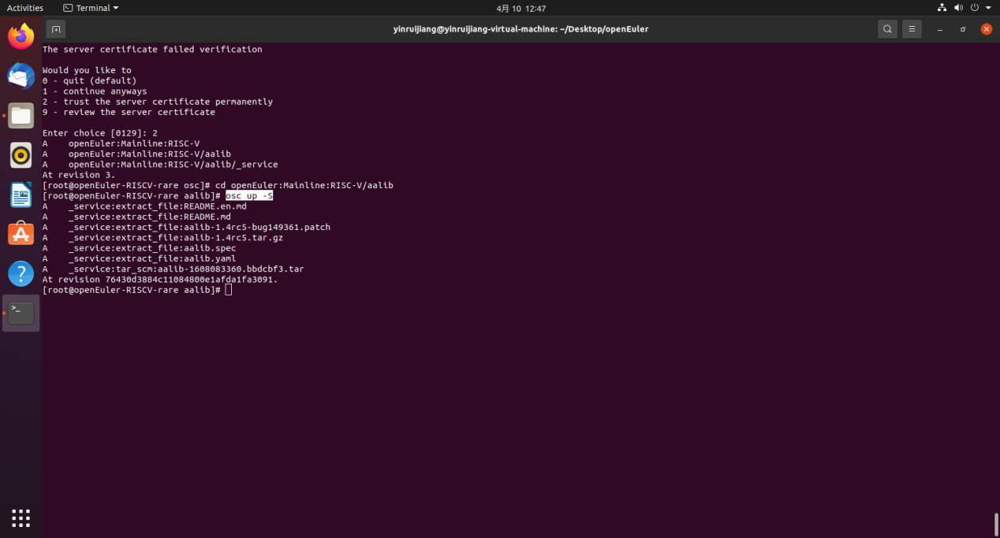 Activities
Terminal
4月 10 12:47
yinruijiang@yinruijiang-virtual-machine: ~/Desktop/openEuler
The server certificate failed verification
Would you like to
0 - quit (default)
1 - continue anyways
2 - trust the server certificate permanently
9 - review the server certificate
Enter choice [0129]: 2
A    openEuler:Mainline:RISC-V
A    openEuler:Mainline:RISC-V/aalib
A    openEuler:Mainline:RISC-V/aalib/_service
At revision 3.
[root@openEuler-RISCV-rare osc]# cd openEuler:Mainline:RISC-V/aalib
[root@openEuler-RISCV-rare aalib]# osc up -S
A    _service:extract_file:README.en.md
A    _service:extract_file:README.md
A    _service:extract_file:aalib-1.4rc5-bug149361.patch
A    _service:extract_file:aalib-1.4rc5.tar.gz
A    _service:extract_file:aalib.spec
A    _service:extract_file:aalib.yaml
A    _service:tar_scm:aalib-1608083360.bbdcbf3.tar
At revision 76430d3884c11084800e1afda1fa3091.
[root@openEuler-RISCV-rare aalib]#